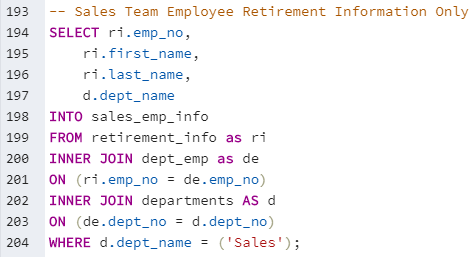 193 -- Sales Team Employee Retirement Information Only
194 SELECT ri.emp_no,
195     ri.first_name,
196     ri.last_name,
197     d.dept_name
198 INTO sales_emp_info
199 FROM retirement_info as ri
200 INNER JOIN dept_emp as de
201 ON (ri.emp_no = de.emp_no)
202 INNER JOIN departments AS d
203 ON (de.dept_no = d.dept_no)
204 WHERE d.dept_name = ('Sales');